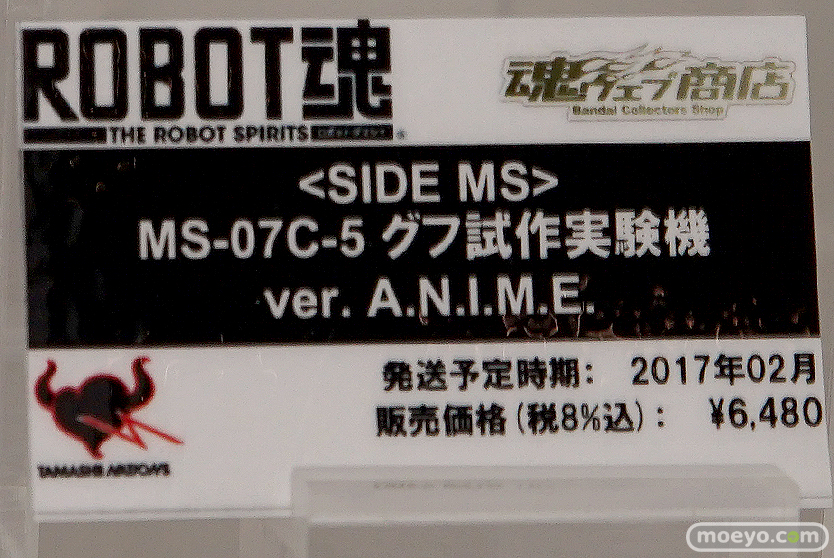 ROBOT魂
THE ROBOT SPIRITS
魂ウェブ商店
Bandai Collectors Shop
<SIDE MS>
MS-07C-5 グフ試作実験機
ver. A.N.I.M.E.
発送予定時期: 2017年02月
販売価格(税8%込): ¥6,480
TAMASHII NATIONS
moeyo.com